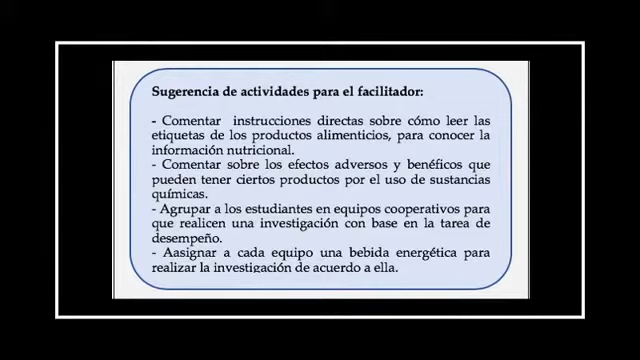 Sugerencia de actividades para el facilitador:
- Comentar instrucciones directas sobre cómo leer las
etiquetas de los productos alimenticios, para conocer la
información nutricional.
- Comentar sobre los efectos adversos y benéficos que
pueden tener ciertos productos por el uso de sustancias
químicas.
- Agrupar a los estudiantes en equipos cooperativos para
que realicen una investigación con base en la tarea de
desempeño.
- Aasignar a cada equipo una bebida energética para
realizar la investigación de acuerdo a ella.